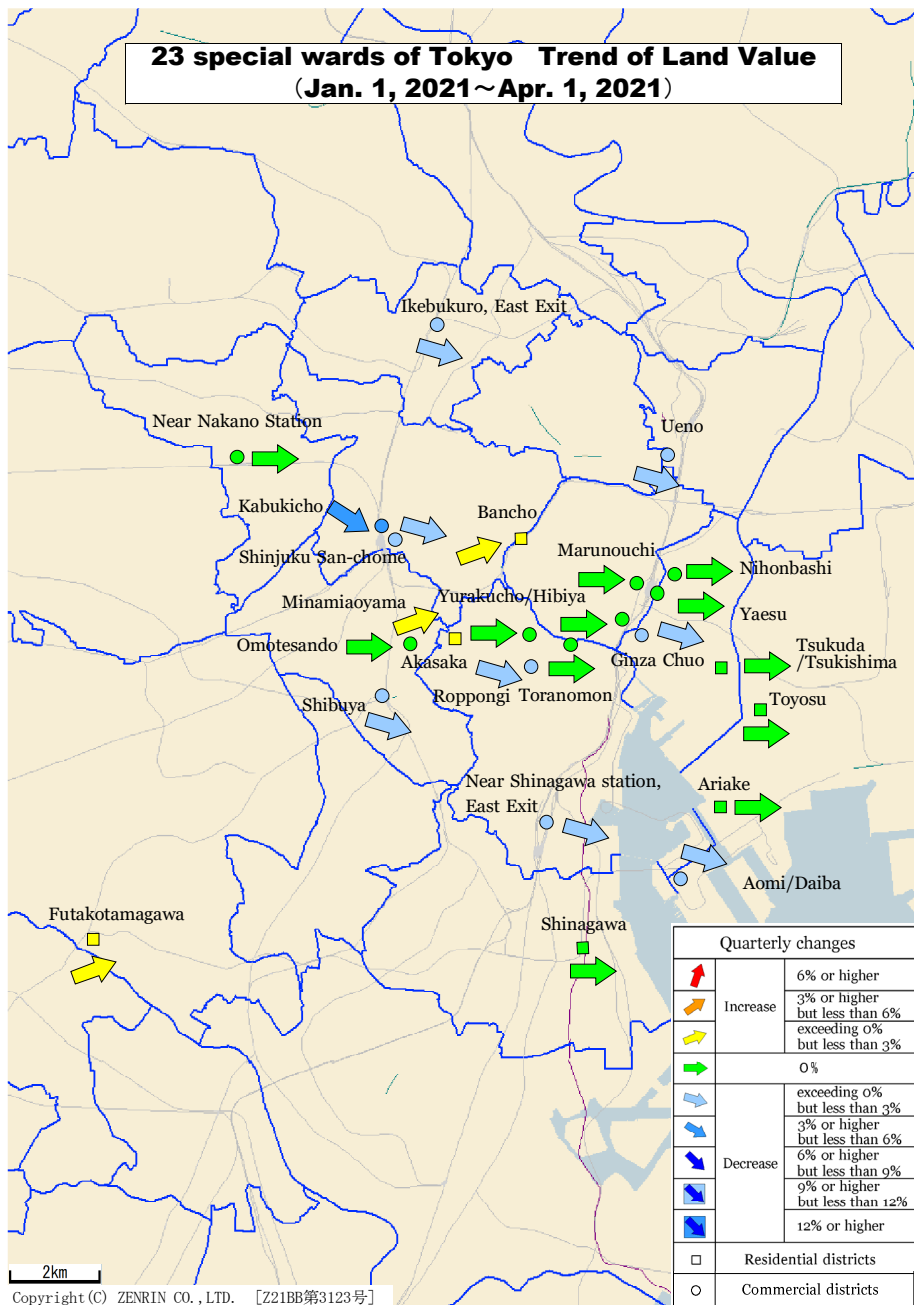 23 special wards of Tokyo   Trend of Land Value
（Jan. 1, 2021～Apr. 1, 2021）
Ikebukuro, East Exit
Near Nakano Station
Ueno
Kabukicho
Bancho
Shinjuku San-chome
Marunouchi
Nihonbashi
Minamiaoyama
Yurakucho/Hibiya
Yaesu
Omotesando
Akasaka
Ginza Chuo
Tsukuda
/Tsukishima
Roppongi
Toranomon
Shibuya
Toyosu
Near Shinagawa station,
East Exit
Ariake
Aomi/Daiba
Futakotamagawa
Shinagawa
Quarterly changes
Increase
6% or higher
3% or higher
but less than 6%
exceeding 0%
but less than 3%
0%
Decrease
exceeding 0%
but less than 3%
3% or higher
but less than 6%
6% or higher
but less than 9%
9% or higher
but less than 12%
12% or higher
Residential districts
Commercial districts
2km
Copyright(C) ZENRIN CO.,LTD. [Z21BB第3123号]